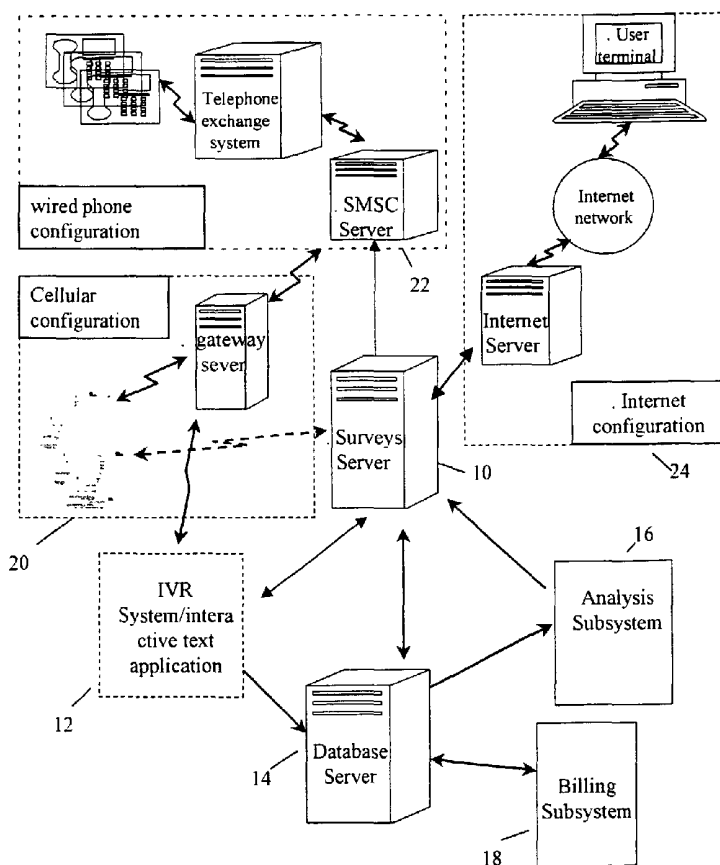 . User
terminal
Telephone
exchange
system
wired phone
configuration
SMSC
Server
22
Internet
network
Cellular
configuration
gateway
sever
Internet
Server
. Internet
configuration
24
Surveys
Server
10
20
IVR
System/intera
ctive text
application
12
16
Analysis
Subsystem
14
Database
Server
Billing
Subsystem
18